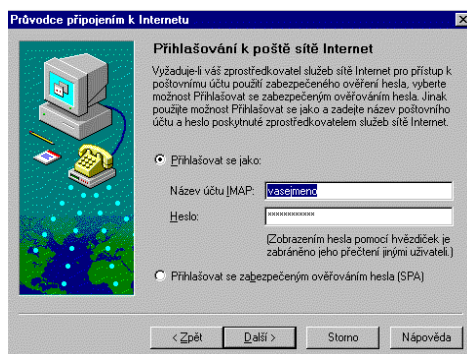 Průvodce připojením k Internetu
Přihlašování k poště sítě Internet
Vyžaduje-li váš zprostředkovatel služeb sítě Internet pro přístup k
poštovnímu účtu použití zabezpečeného ověření hesla, vyberte
možnost Přihlašovat se zabezpečeným ověřováním hesla. Jinak
použijte možnost Přihlašovat se jako a zadejte název poštovního
účtu a heslo poskytnuté zprostředkovatelem služeb sítě Internet.
Přihlašovat se jako:
Název účtu IMAP: vasejmeno
Heslo: ************
(Zobrazením hesla pomocí hvězdiček je
zabráněno jeho přečtení jinými uživateli.)
Přihlašovat se zabezpečeným ověřováním hesla (SPA)
< Zpět Další > Storno Nápověda